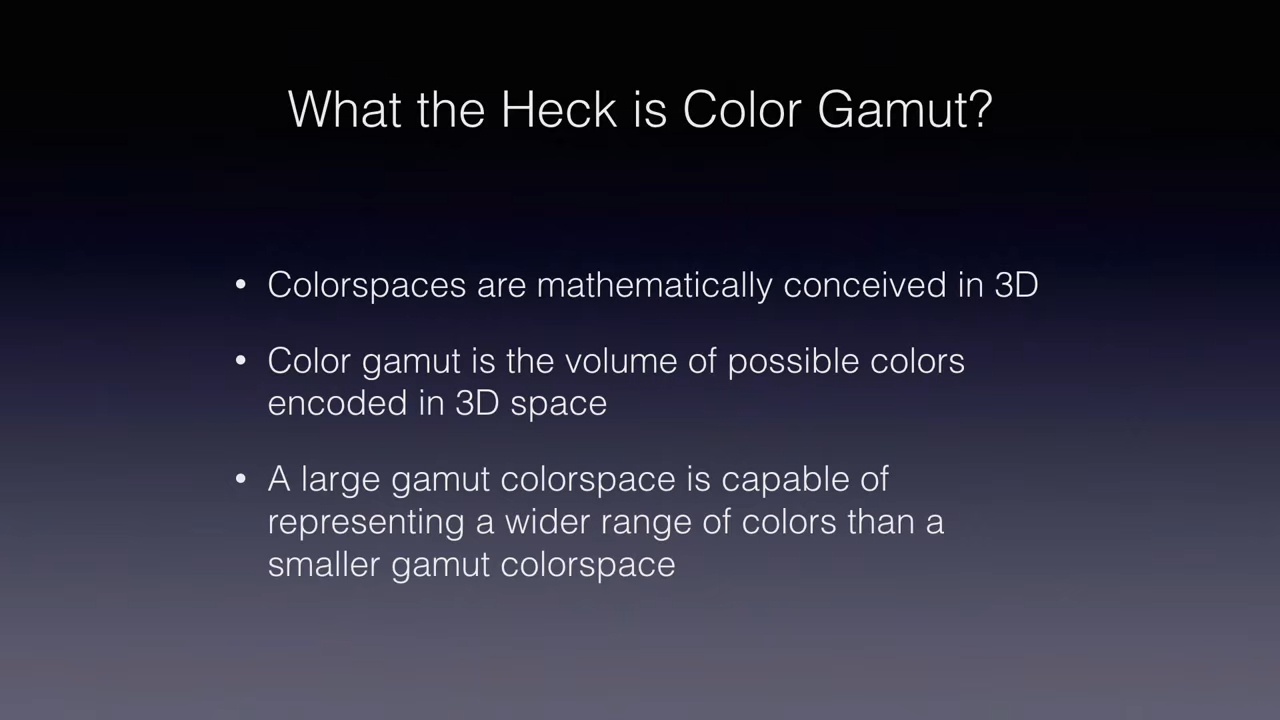 What the Heck is Color Gamut?
• Colorspaces are mathematically conceived in 3D
• Color gamut is the volume of possible colors
encoded in 3D space
• A large gamut colorspace is capable of
representing a wider range of colors than a
smaller gamut colorspace